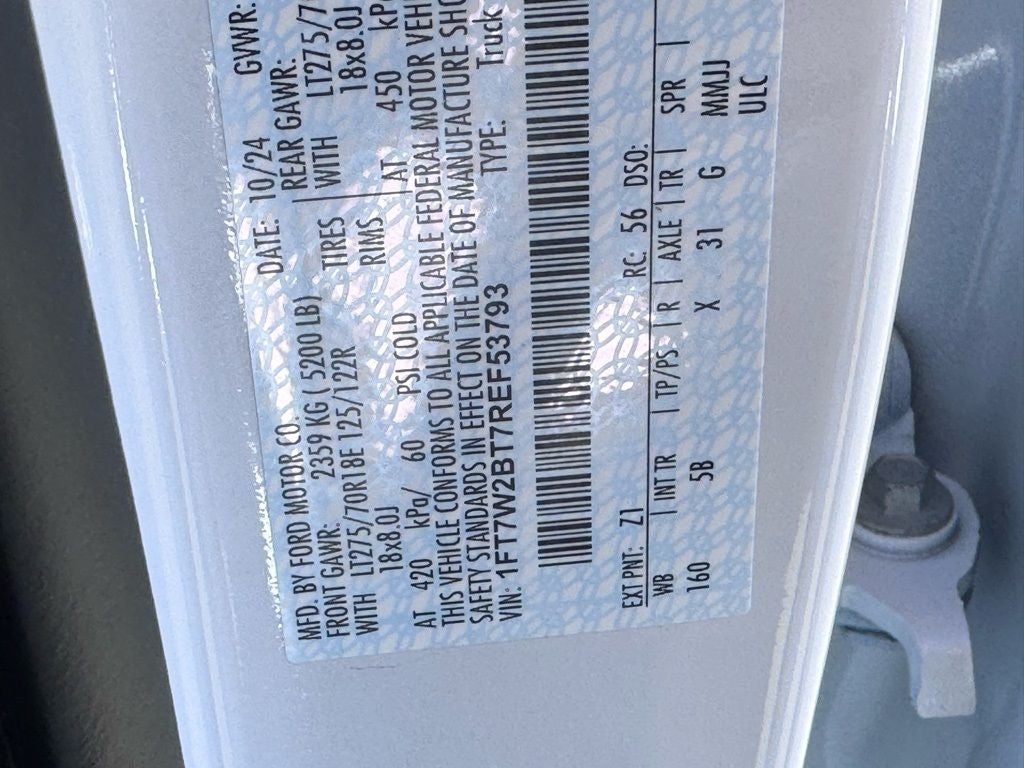 MFD. BY FORD MOTOR CO. DATE: 10/24 GVWR:
FRONT GAWR: 2359 KG ( 5200 LB) REAR GAWR:
WITH LT275/70R18E 125/122R TIRES WITH LT275/7
18x8.0J RIMS 18x8.0J
AT 420 kPa/ 60 PSI COLD AT 450 kP
THIS VEHICLE CONFORMS TO ALL APPLICABLE FEDERAL MOTOR VEHI
SAFETY STANDARDS IN EFFECT ON THE DATE OF MANUFACTURE SHO
VIN: 1FT7W2BT7REF53793 TYPE: Truck
EXT PNT: Z1 RC: 56 DSO:
WB INT TR TP/PS R AXLE TR SPR
160 5B X 31 G MMJJ
ULC